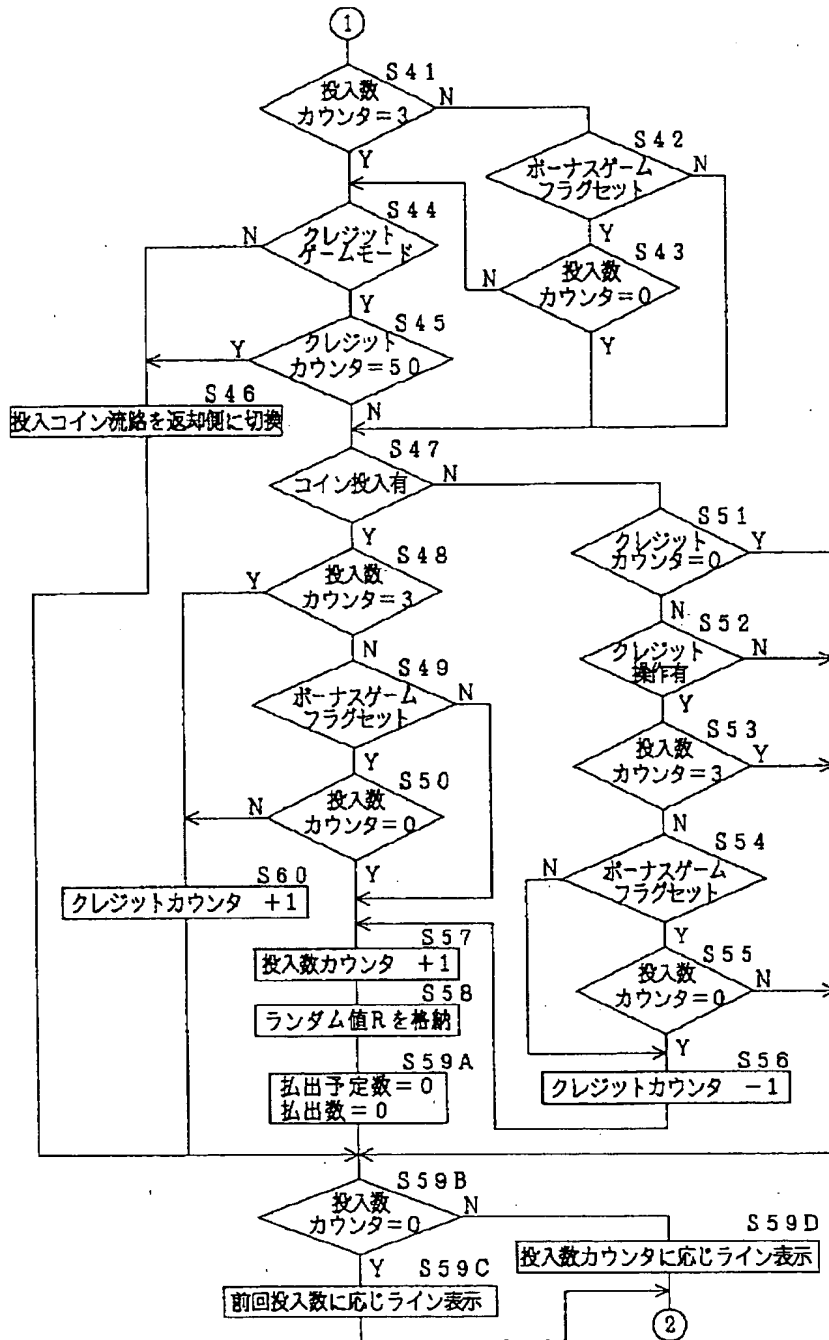 1
S41
投入数
カウンタ=3
N
Y
S42
ボーナスゲーム
フラグセット
N
Y
S43
投入数
カウンタ=0
N
Y
S44
クレジット
ゲームモード
N
Y
S45
クレジット
カウンタ=50
Y
N
S46
投入コイン流路を返却側に切換
S47
コイン投入有
N
Y
S48
投入数
カウンタ=3
Y
N
S49
ボーナスゲーム
フラグセット
N
Y
S50
投入数
カウンタ=0
N
Y
S60
クレジットカウンタ +1
S51
クレジット
カウンタ=0
Y
N
S52
クレジット
操作有
N
Y
S53
投入数
カウンタ=3
Y
N
S54
ボーナスゲーム
フラグセット
N
Y
S55
投入数
カウンタ=0
N
Y
S56
クレジットカウンタ -1
S57
投入数カウンタ +1
S58
ランダム値Rを格納
S59A
払出予定数=0
払出数=0
S59B
投入数
カウンタ=0
N
Y
S59C
前回投入数に応じライン表示
S59D
投入数カウンタに応じライン表示
2